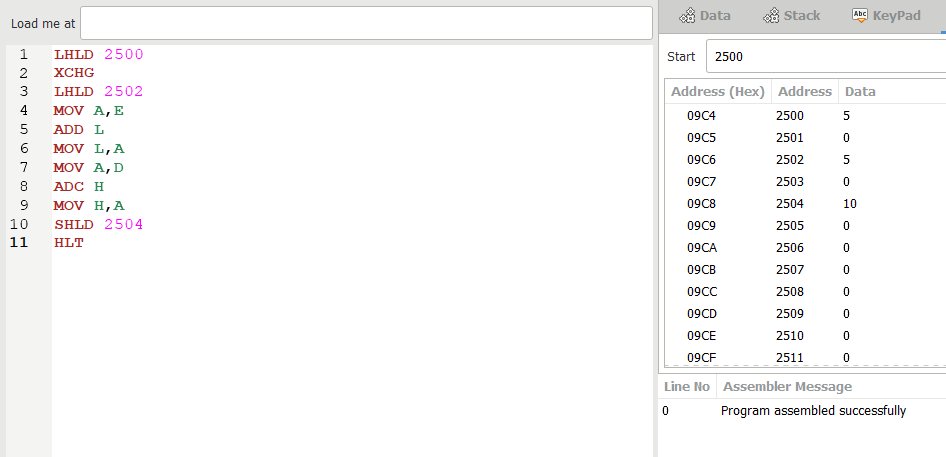 Load me at
1 LHLD 2500
2 XCHG
3 LHLD 2502
4 MOV A,E
5 ADD L
6 MOV L,A
7 MOV A,D
8 ADC H
9 MOV H,A
10 SHLD 2504
11 HLT
Data Stack Abc KeyPad
Start 2500
Address (Hex) Address Data
09C4 2500 5
09C5 2501 0
09C6 2502 5
09C7 2503 0
09C8 2504 10
09C9 2505 0
09CA 2506 0
09CB 2507 0
09CC 2508 0
09CD 2509 0
09CE 2510 0
09CF 2511 0
Line No Assembler Message
0 Program assembled successfully